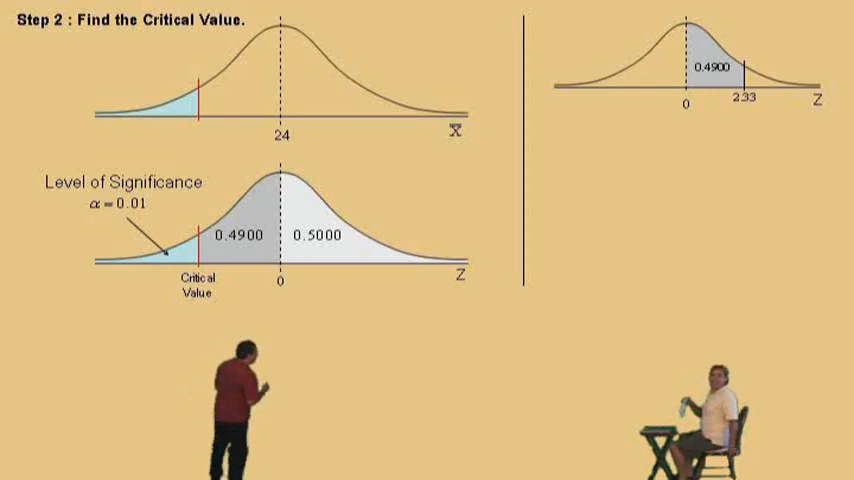 Step 2 : Find the Critical Value.
24
X̅
0.4900
0
2.33
Z
Level of Significance
α = 0.01
0.4900
0.5000
Critical
Value
0
Z